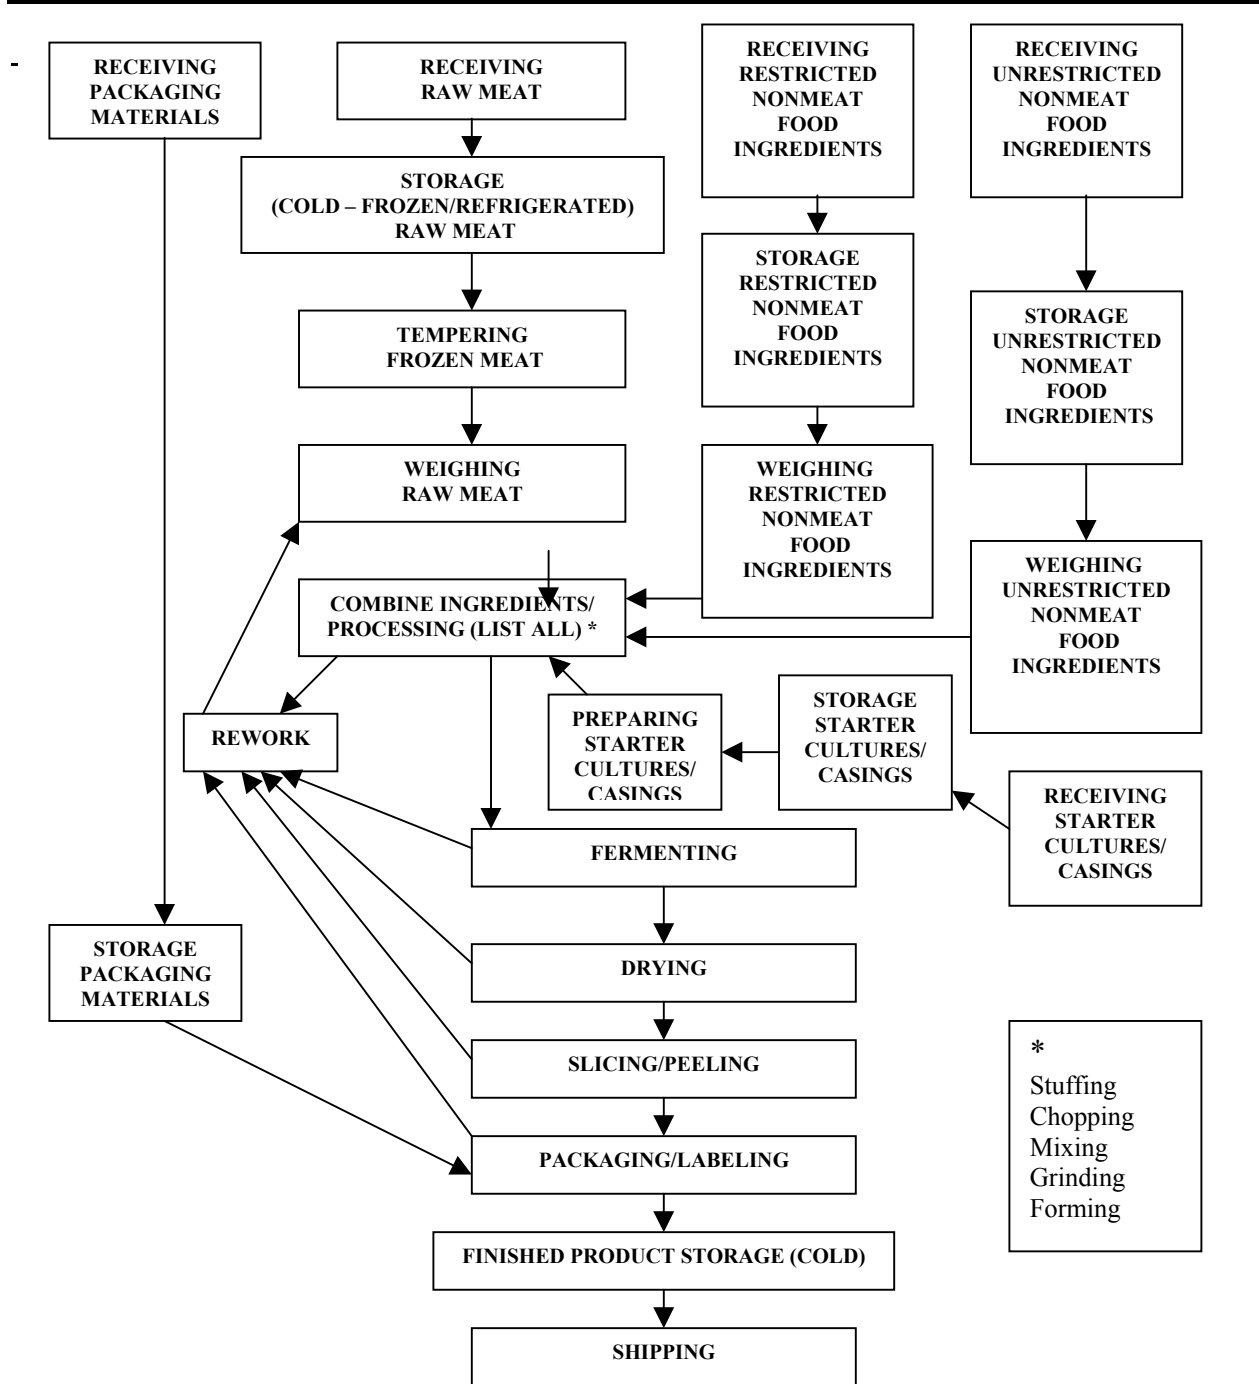 -
RECEIVING
PACKAGING
MATERIALS
RECEIVING
RAW MEAT
RECEIVING
RESTRICTED
NONMEAT
FOOD
INGREDIENTS
RECEIVING
UNRESTRICTED
NONMEAT
FOOD
INGREDIENTS
STORAGE
(COLD – FROZEN/REFRIGERATED)
RAW MEAT
STORAGE
RESTRICTED
NONMEAT
FOOD
INGREDIENTS
STORAGE
UNRESTRICTED
NONMEAT
FOOD
INGREDIENTS
TEMPERING
FROZEN MEAT
WEIGHING
RAW MEAT
WEIGHING
RESTRICTED
NONMEAT
FOOD
INGREDIENTS
WEIGHING
UNRESTRICTED
NONMEAT
FOOD
INGREDIENTS
COMBINE INGREDIENTS/
PROCESSING (LIST ALL) *
REWORK
PREPARING
STARTER
CULTURES/
CASINGS
STORAGE
STARTER
CULTURES/
CASINGS
RECEIVING
STARTER
CULTURES/
CASINGS
FERMENTING
STORAGE
PACKAGING
MATERIALS
DRYING
SLICING/PEELING
PACKAGING/LABELING
FINISHED PRODUCT STORAGE (COLD)
SHIPPING
*
Stuffing
Chopping
Mixing
Grinding
Forming